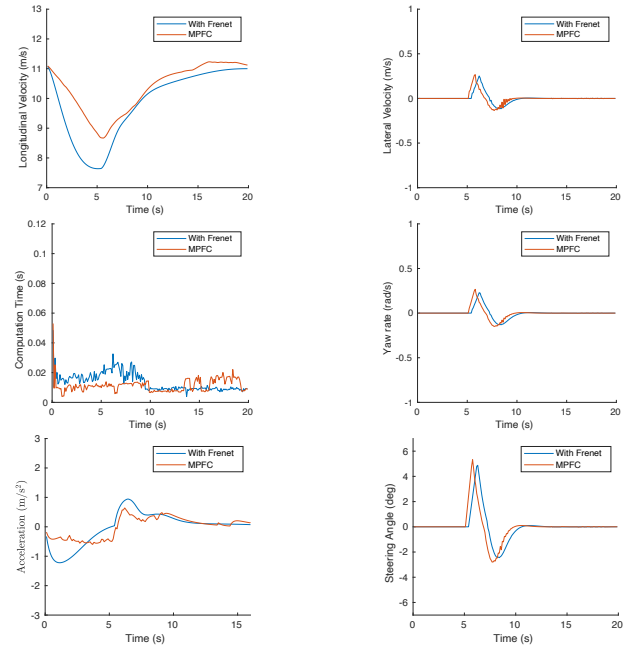 With Frenet
MPFC
Longitudinal Velocity (m/s)
12
11
10
9
8
7
0
5
10
15
20
Time (s)
With Frenet
MPFC
Lateral Velocity (m/s)
1
0.5
0
-0.5
-1
0
5
10
15
20
Time (s)
With Frenet
MPFC
Computation Time (s)
0.12
0.1
0.08
0.06
0.04
0.02
0
0
5
10
15
20
Time (s)
With Frenet
MPFC
Yaw rate (rad/s)
1
0.5
0
-0.5
-1
0
5
10
15
20
Time (s)
With Frenet
MPFC
Acceleration (m/s²)
3
2
1
0
-1
-2
-3
0
5
10
15
Time (s)
With Frenet
MPFC
Steering Angle (deg)
6
4
2
0
-2
-4
-6
0
5
10
15
20
Time (s)